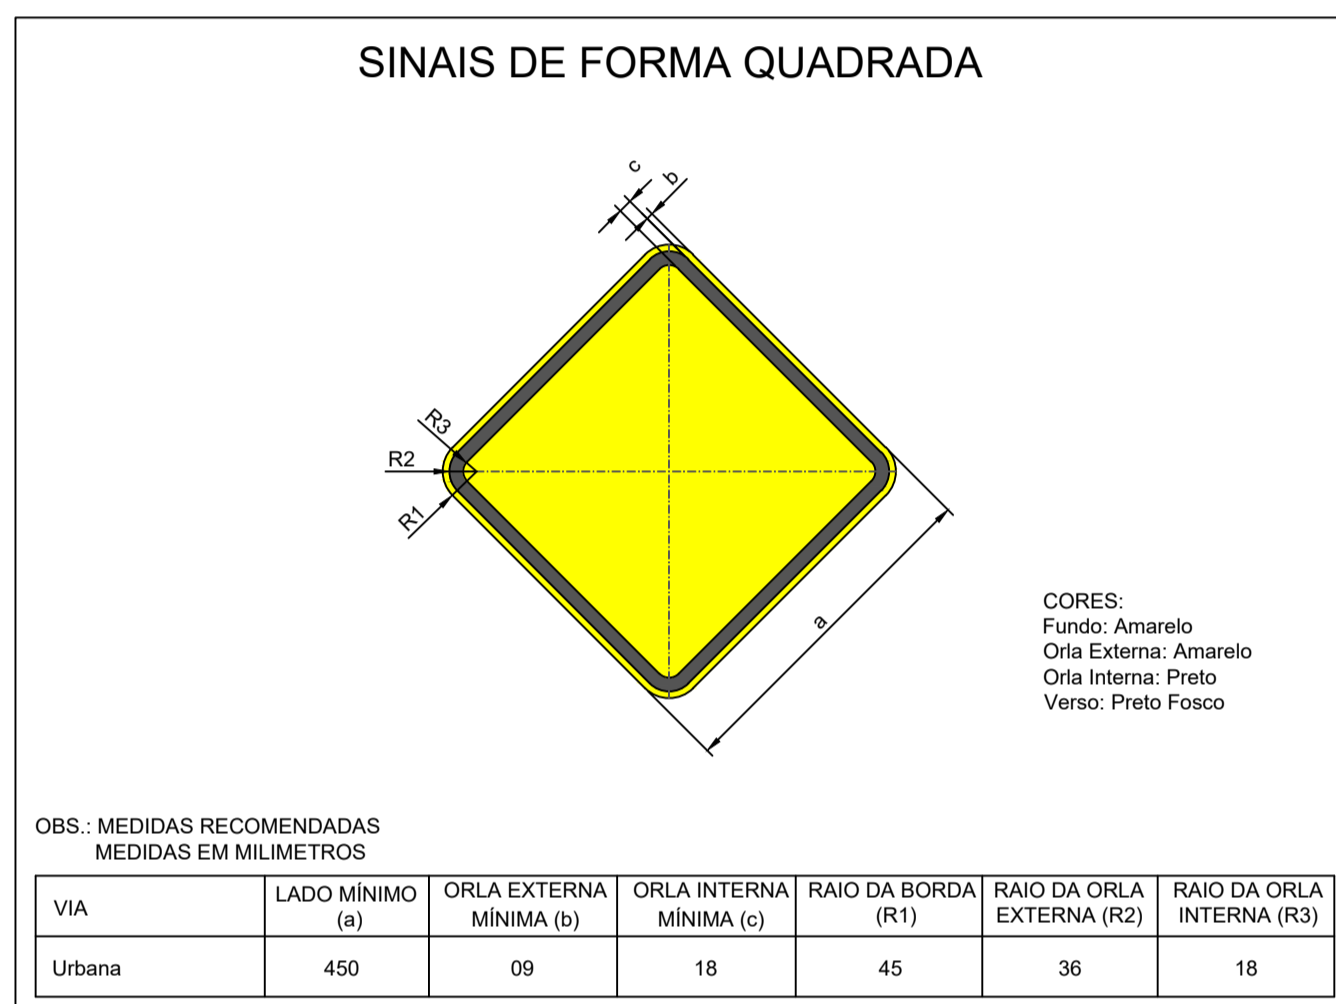 SINAIS DE FORMA QUADRADA
c
b
R3
R2
R1
a
CORES:
Fundo: Amarelo
Orla Externa: Amarelo
Orla Interna: Preto
Verso: Preto Fosco
OBS.: MEDIDAS RECOMENDADAS
MEDIDAS EM MILIMETROS
VIA
LADO MÍNIMO
(a)
ORLA EXTERNA
MÍNIMA (b)
ORLA INTERNA
MÍNIMA (c)
RAIO DA BORDA
(R1)
RAIO DA ORLA
EXTERNA (R2)
RAIO DA ORLA
INTERNA (R3)
Urbana
450
09
18
45
36
18